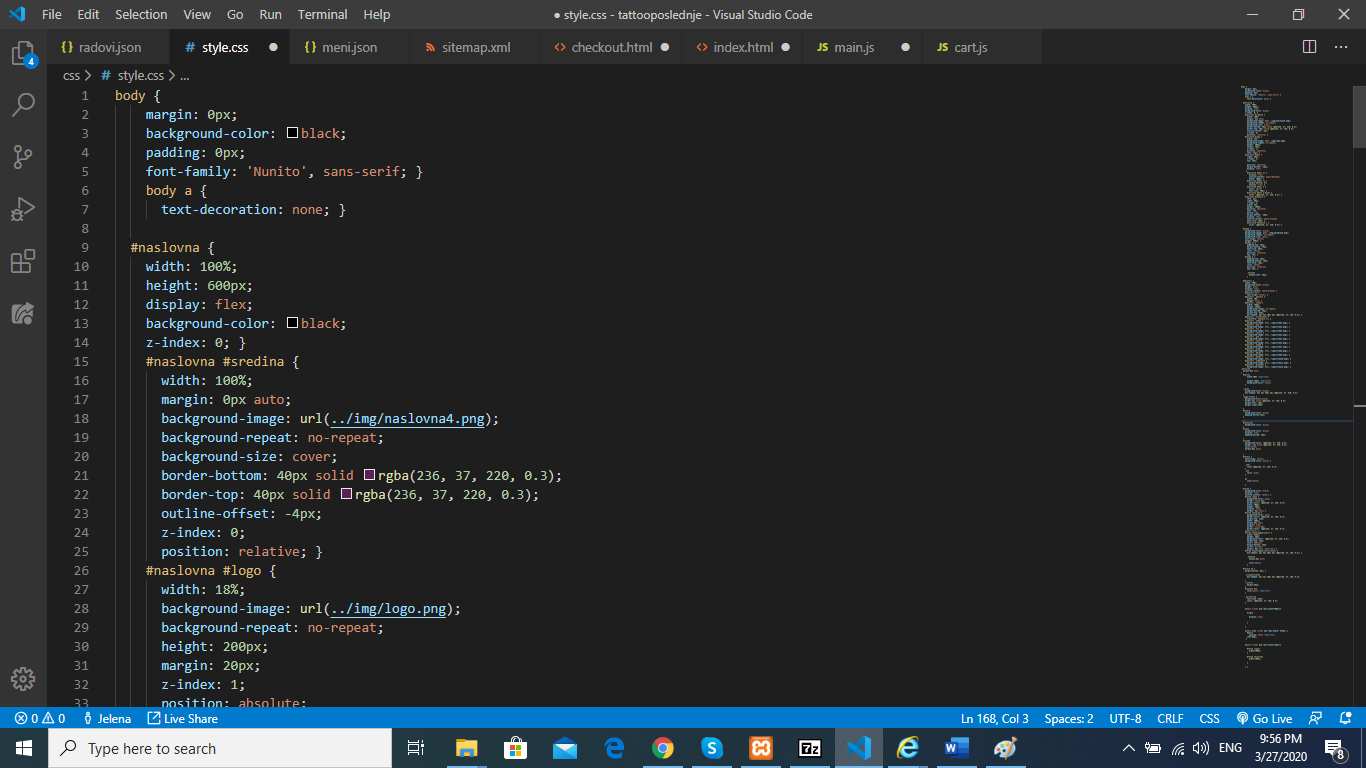 File Edit Selection View Go Run Terminal Help ● style.css - tattooposlednje - Visual Studio Code
{} radovi.json # style.css ● {} meni.json sitemap.xml <> checkout.html ● <> index.html ● JS main.js ● JS cart.js
css > # style.css > ...
4
1 body {
2 margin: 0px;
3 background-color: black;
4 padding: 0px;
5 font-family: 'Nunito', sans-serif; }
6 body a {
7 text-decoration: none; }
8
9 #naslovna {
10 width: 100%;
11 height: 600px;
12 display: flex;
13 background-color: black;
14 z-index: 0; }
15 #naslovna #sredina {
16 width: 100%;
17 margin: 0px auto;
18 background-image: url(../img/naslovna4.png);
19 background-repeat: no-repeat;
20 background-size: cover;
21 border-bottom: 40px solid rgba(236, 37, 220, 0.3);
22 border-top: 40px solid rgba(236, 37, 220, 0.3);
23 outline-offset: -4px;
24 z-index: 0;
25 position: relative; }
26 #naslovna #logo {
27 width: 18%;
28 background-image: url(../img/logo.png);
29 background-repeat: no-repeat;
30 height: 200px;
31 margin: 20px;
32 z-index: 1;
33 position: absolute;
0 0 Jelena Live Share Ln 168, Col 3 Spaces: 2 UTF-8 CRLF CSS Go Live
Type here to search S 7z W ENG 9:56 PM
3/27/2020 8